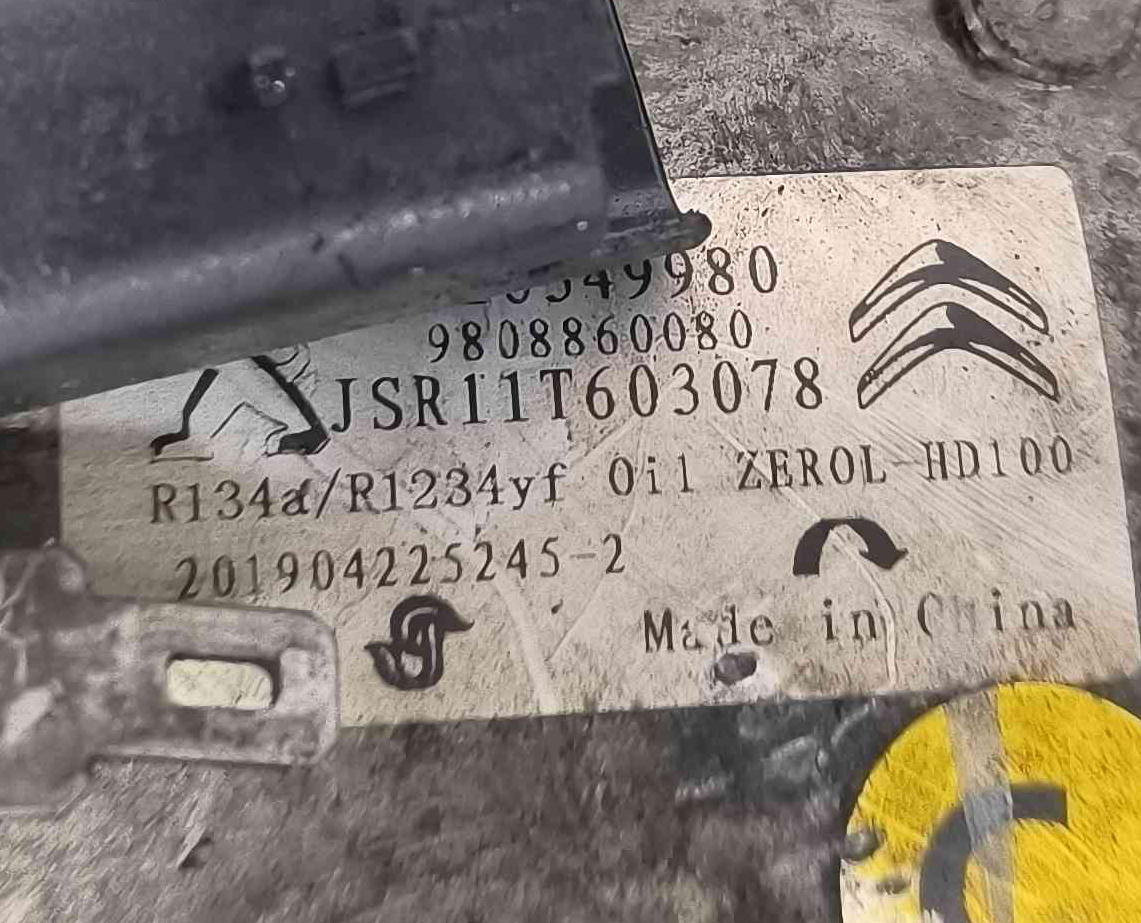 9808860080
JSR11T603078
R134a/R1234yf Oil ZEROL-HD100
201904225245-2
Made in China
C